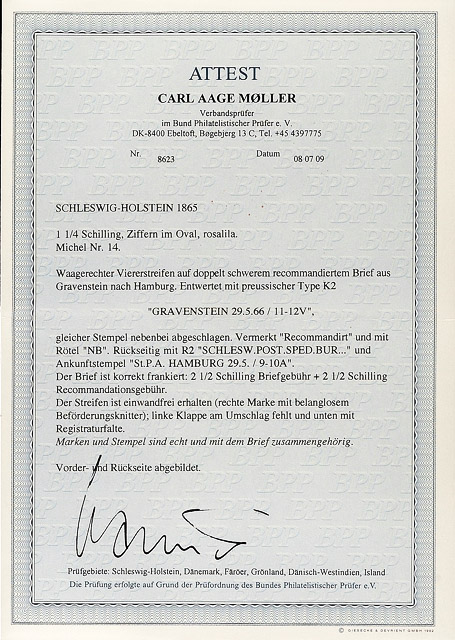 ATTEST
CARL AAGE MØLLER
Verbandsprüfer
im Bund Philatelistischer Prüfer e. V.
DK-8400 Ebeltoft, Bøgebjerg 13 C, Tel. +45 4397775
Nr. 8623 Datum 08 07 09
SCHLESWIG-HOLSTEIN 1865
1 1/4 Schilling, Ziffern im Oval, rosalila.
Michel Nr. 14.
Waagerechter Viererstreifen auf doppelt schwerem recommandiertem Brief aus
Gravenstein nach Hamburg. Entwertet mit preussischer Type K2
"GRAVENSTEIN 29.5.66 / 11-12V",
gleicher Stempel nebenbei abgeschlagen. Vermerkt "Recommandirt" und mit
Rötel "NB". Rückseitig mit R2 "SCHLESW.POST.SPED.BUR..." und
Ankunftstempel "St.P.A. HAMBURG 29.5. / 9-10A".
Der Brief ist korrekt frankiert: 2 1/2 Schilling Briefgebühr + 2 1/2 Schilling
Recommandationsgebühr.
Der Streifen ist einwandfrei erhalten (rechte Marke mit belanglosem
Beförderungsknitter); linke Klappe am Umschlag fehlt und unten mit
Registraturfalte.
Marken und Stempel sind echt und mit dem Brief zusammengehörig.
Vorder- und Rückseite abgebildet.
Prüfgebiete: Schleswig-Holstein, Dänemark, Färöer, Grönland, Dänisch-Westindien, Island
Die Prüfung erfolgte auf Grund der Prüfordnung des Bundes Philatelistischer Prüfer e.V.
© GIESECKE & DEVRIENT GMBH 1992